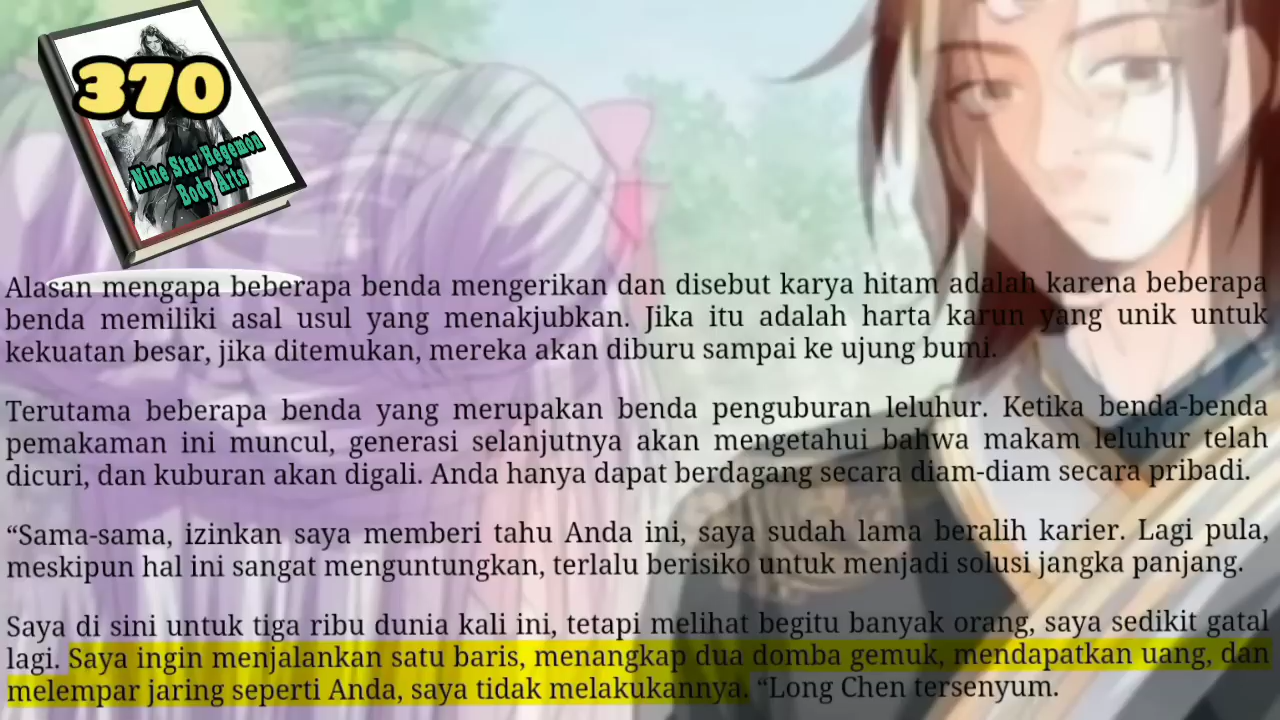 370
Nine Star Hegemon
Body Arts
Alasan mengapa beberapa benda mengerikan dan disebut karya hitam adalah karena beberapa
benda memiliki asal usul yang menakjubkan. Jika itu adalah harta karun yang unik untuk
kekuatan besar, jika ditemukan, mereka akan diburu sampai ke ujung bumi.
Terutama beberapa benda yang merupakan benda penguburan leluhur. Ketika benda-benda
pemakaman ini muncul, generasi selanjutnya akan mengetahui bahwa makam leluhur telah
dicuri, dan kuburan akan digali. Anda hanya dapat berdagang secara diam-diam secara pribadi.
“Sama-sama, izinkan saya memberi tahu Anda ini, saya sudah lama beralih karier. Lagi pula,
meskipun hal ini sangat menguntungkan, terlalu berisiko untuk menjadi solusi jangka panjang.
Saya di sini untuk tiga ribu dunia kali ini, tetapi melihat begitu banyak orang, saya sedikit gatal
lagi. Saya ingin menjalankan satu baris, menangkap dua domba gemuk, mendapatkan uang, dan
melempar jaring seperti Anda, saya tidak melakukannya. “Long Chen tersenyum.